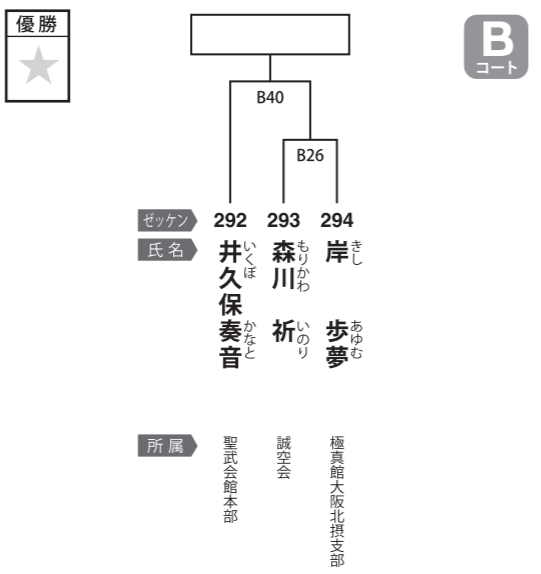 優勝
B
コート
B40
B26
ゼッケン
292 293 294
氏名
井久保奏音
いくぼ かなと
森川 祈
もりかわ いのり
岸 歩夢
きし あゆむ
所属
聖武会館本部
誠空会
極真館大阪北摂支部